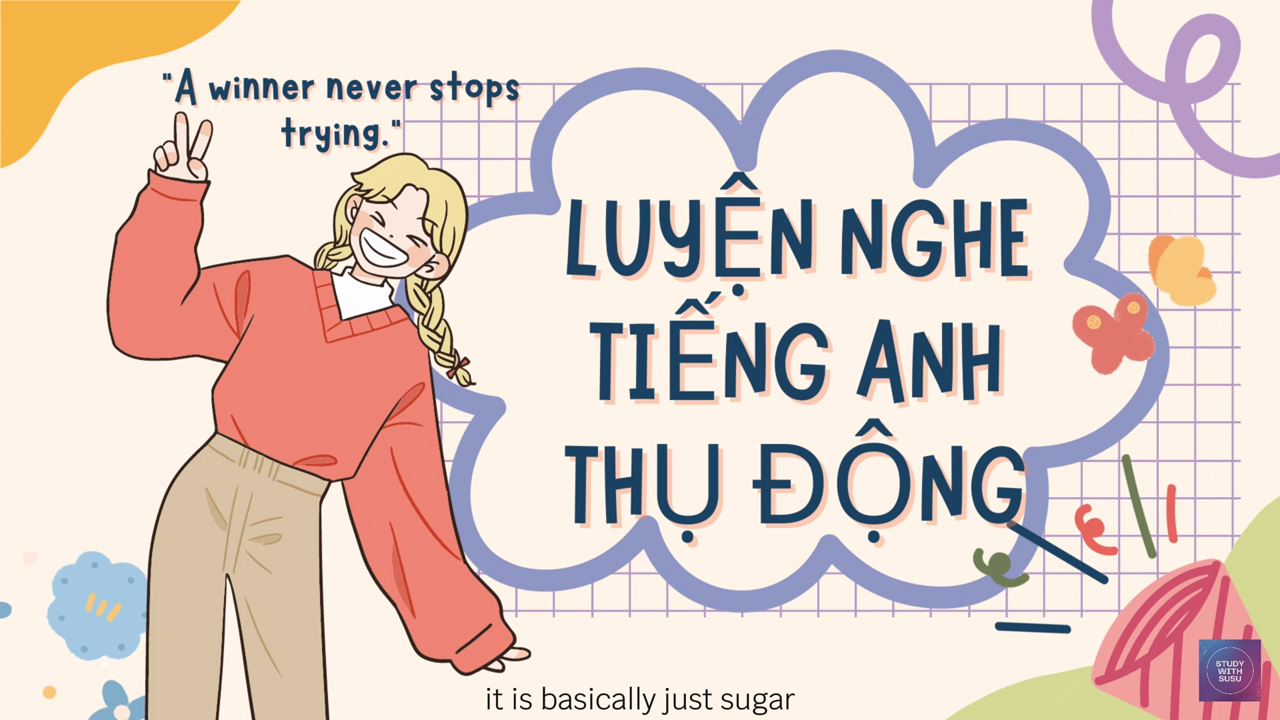 "A winner never stops
trying."
LUYỆN NGHE
TIẾNG ANH
THỤ ĐỘNG
STUDY
WITH
SUSU
it is basically just sugar